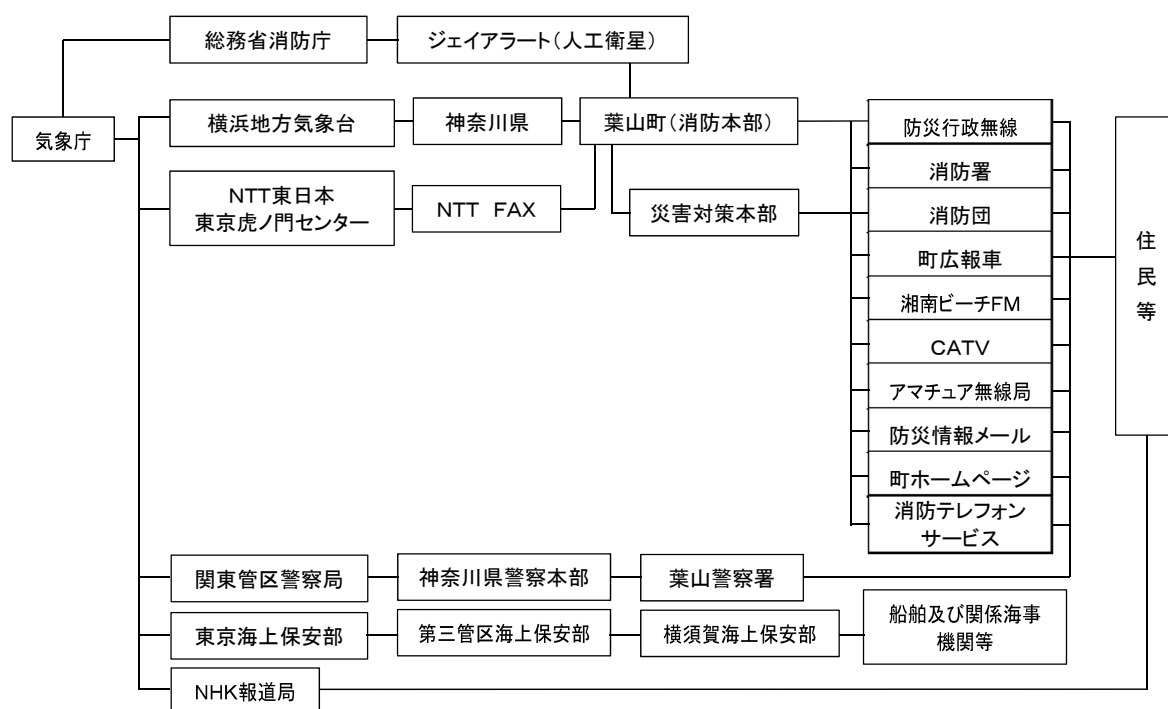 総務省消防庁
ジェイアラート(人工衛星)
気象庁
横浜地方気象台
神奈川県
葉山町(消防本部)
NTT東日本
東京虎ノ門センター
NTT FAX
災害対策本部
防災行政無線
消防署
消防団
町広報車
湘南ビーチFM
CATV
アマチュア無線局
防災情報メール
町ホームページ
消防テレフォン
サービス
住
民
等
関東管区警察局
神奈川県警察本部
葉山警察署
東京海上保安部
第三管区海上保安部
横須賀海上保安部
船舶及び関係海事
機関等
NHK報道局